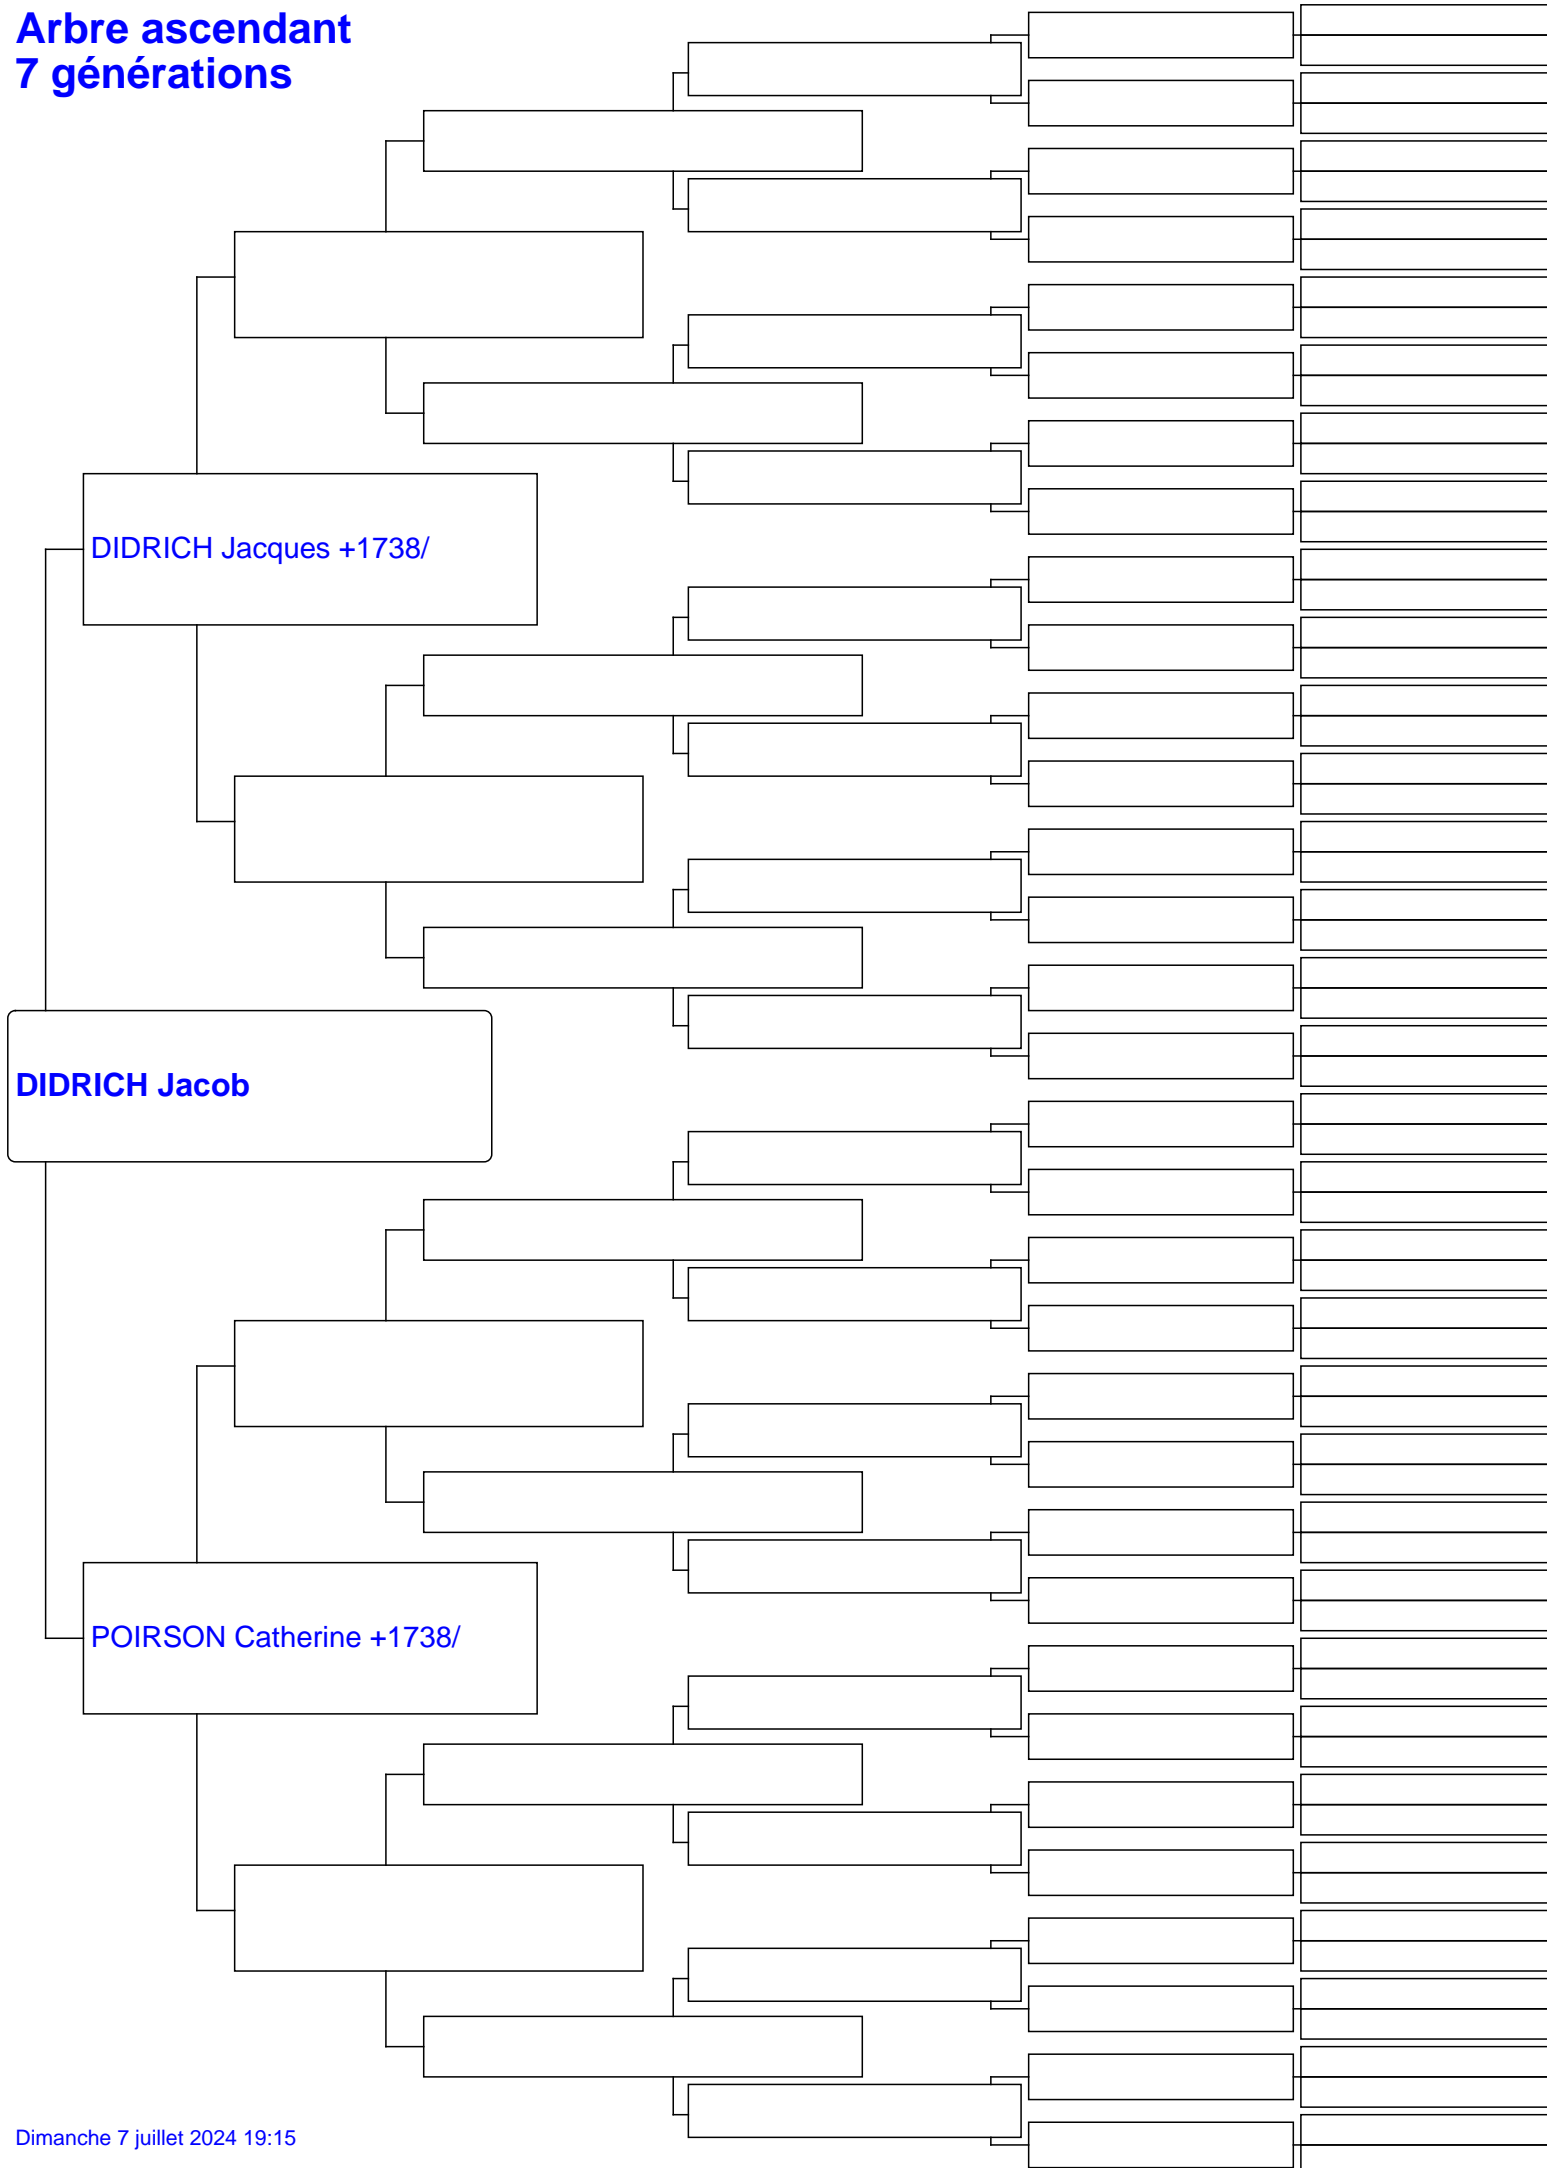 Arbre ascendant
7 générations
DIDRICH Jacques +1738/
DIDRICH Jacob
POIRSON Catherine +1738/
Dimanche 7 juillet 2024 19:15